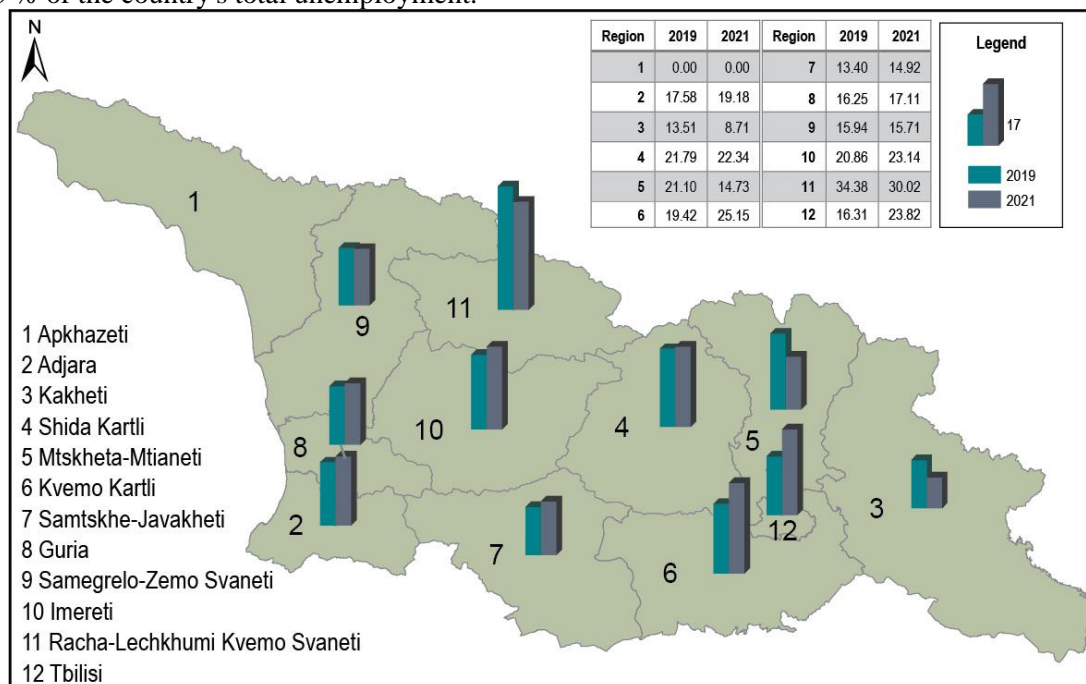 % of the country's total unemployment.
N
Region 2019 2021 Region 2019 2021
1 0.00 0.00 7 13.40 14.92
2 17.58 19.18 8 16.25 17.11
3 13.51 8.71 9 15.94 15.71
4 21.79 22.34 10 20.86 23.14
5 21.10 14.73 11 34.38 30.02
6 19.42 25.15 12 16.31 23.82
Legend
17
2019
2021
1
11
9
10
4
5
8
3
2
12
7
6
1 Apkhazeti
2 Adjara
3 Kakheti
4 Shida Kartli
5 Mtskheta-Mtianeti
6 Kvemo Kartli
7 Samtskhe-Javakheti
8 Guria
9 Samegrelo-Zemo Svaneti
10 Imereti
11 Racha-Lechkhumi Kvemo Svaneti
12 Tbilisi